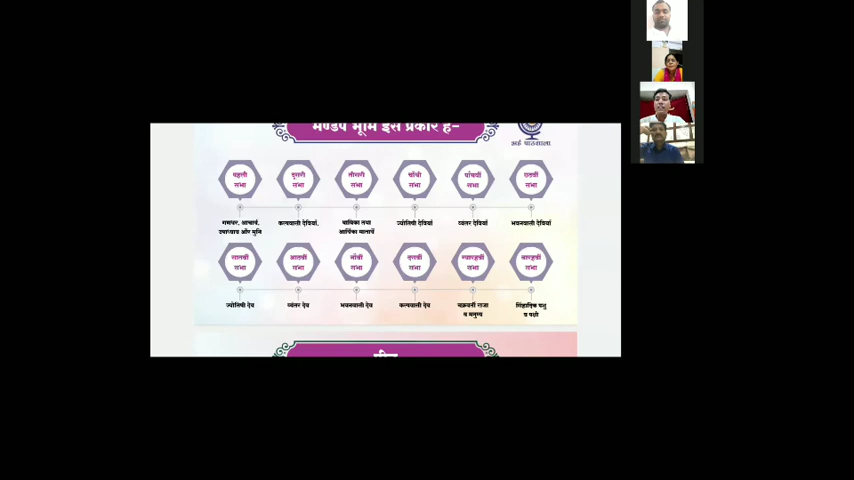 मण्डप भूमि इस प्रकार है-
अर्हं पाठशाला
पहली सभा
दूसरी सभा
तीसरी सभा
चौथी सभा
पांचवीं सभा
छठवीं सभा
गणधर, आचार्य, उपाध्याय और मुनि
कल्पवासी देवियाँ,
श्राविका तथा आर्यिका मातायें
ज्योतिषी देवियाँ
व्यंतर देवियाँ
भवनवासी देवियाँ
सातवीं सभा
आठवीं सभा
नौंवी सभा
दसवीं सभा
ग्यारहवीं सभा
बारहवीं सभा
ज्योतिषी देव
व्यंतर देव
भवनवासी देव
कल्पवासी देव
चक्रवर्ती राजा व मनुष्य
सिंहादिक पशु व पक्षी